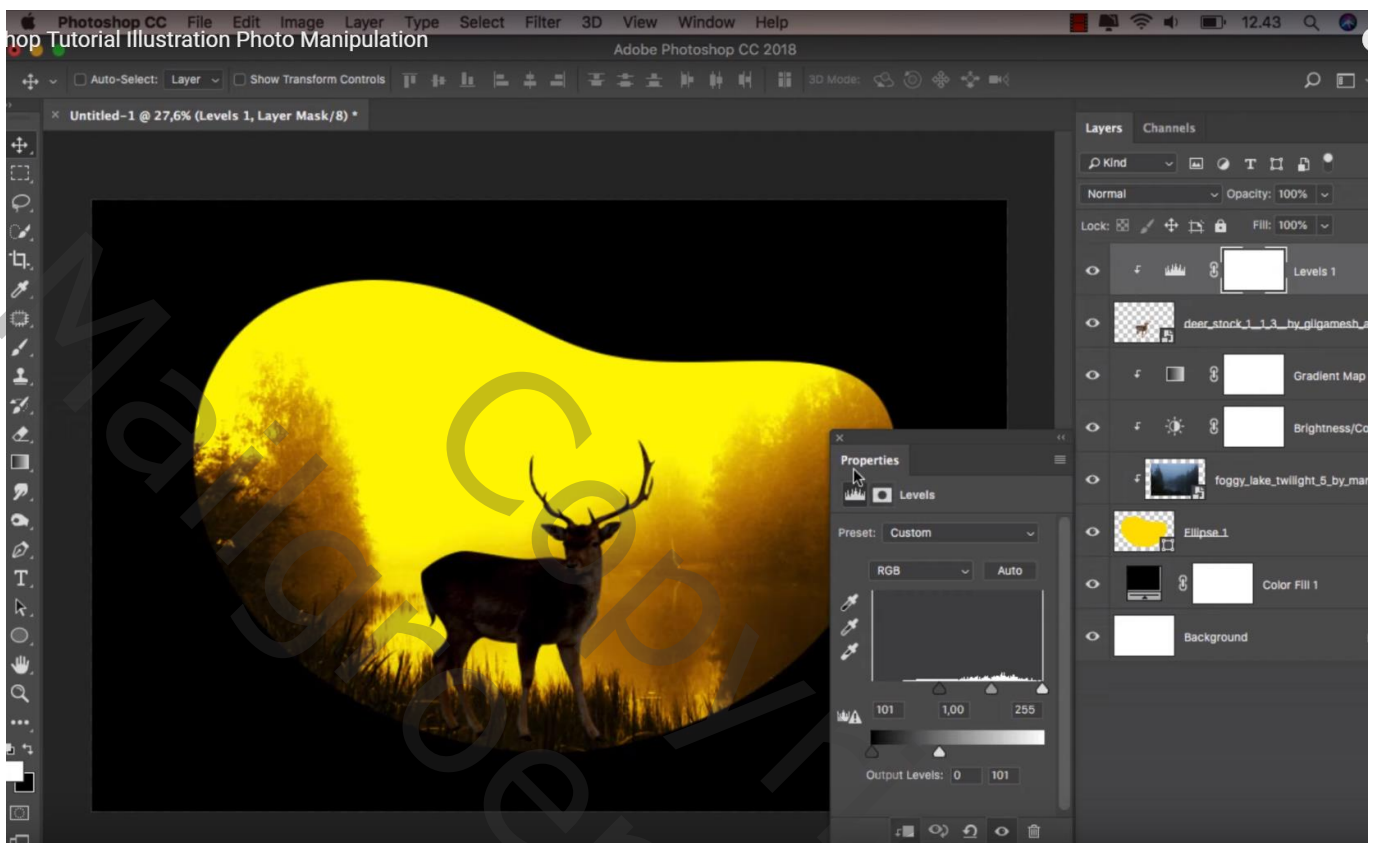 Photoshop CC File Edit Image Layer Type Select Filter 3D View Window Help 12.43
hop Tutorial Illustration Photo Manipulation
Adobe Photoshop CC 2018
Auto-Select: Layer Show Transform Controls 3D Mode:
× Untitled-1 @ 27,6% (Levels 1, Layer Mask/8) *
Layers Channels
Kind
Normal Opacity: 100%
Lock: Fill: 100%
Levels 1
deer_stock_1__1_3__by_gilgamesh_a
Gradient Map
Brightness/Co
foggy_lake_twilight_5_by_mar
Ellipse 1
Color Fill 1
Background
Properties
Levels
Preset: Custom
RGB Auto
101 1,00 255
Output Levels: 0 101